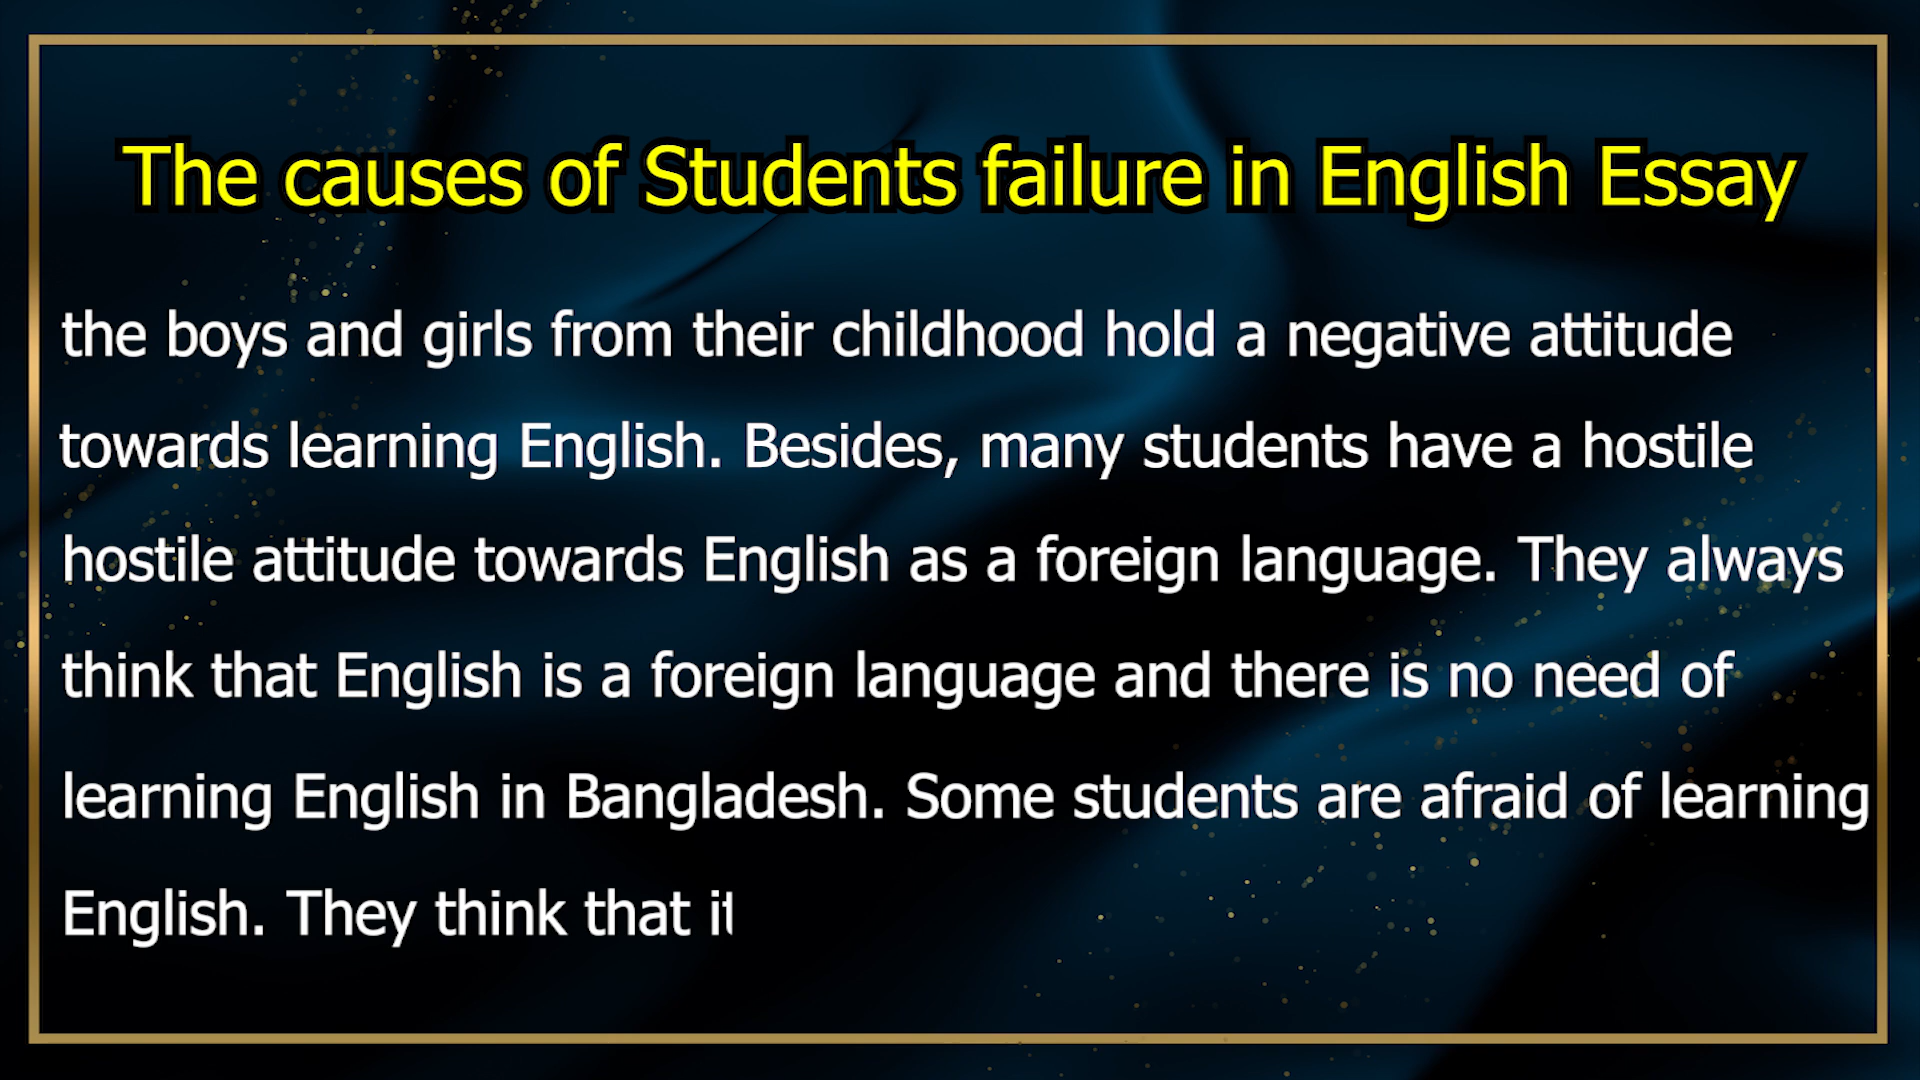 The causes of Students failure in English Essay
the boys and girls from their childhood hold a negative attitude
towards learning English. Besides, many students have a hostile
hostile attitude towards English as a foreign language. They always
think that English is a foreign language and there is no need of
learning English in Bangladesh. Some students are afraid of learning
English. They think that it